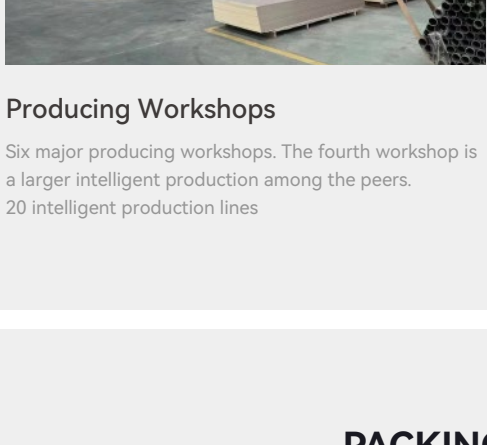 Producing Workshops
Six major producing workshops. The fourth workshop is
a larger intelligent production among the peers.
20 intelligent production lines